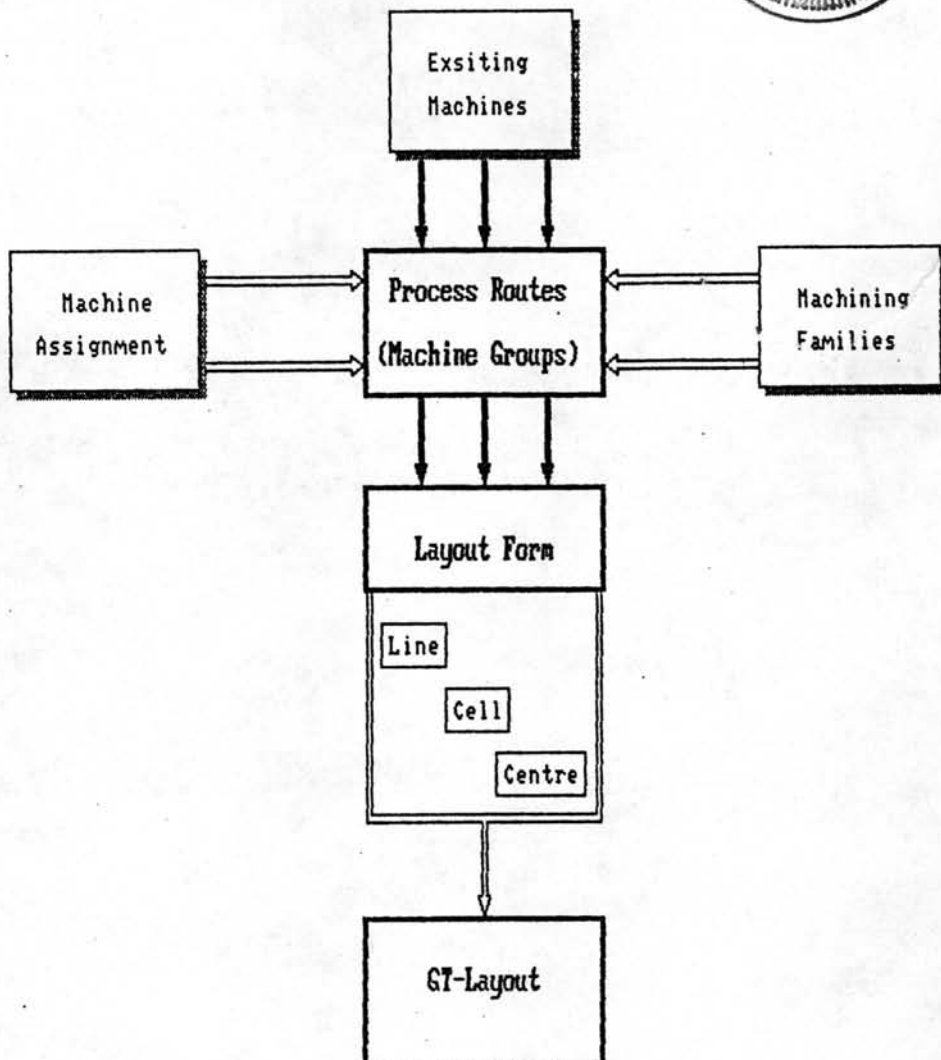 Exsiting
Machines
Machine
Assignment
Process Routes
(Machine Groups)
Machining
Families
Layout Form
Line
Cell
Centre
GT-Layout